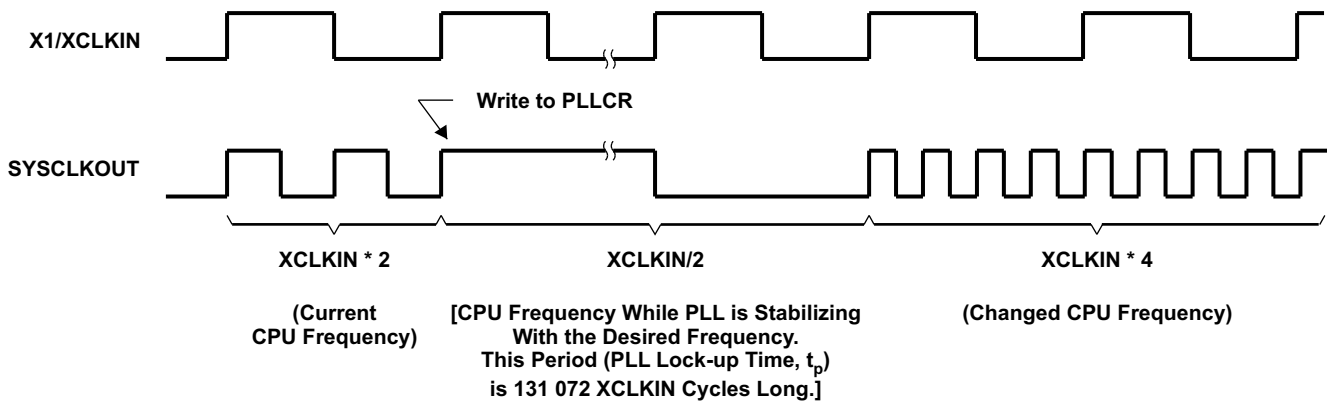 X1/XCLKIN
Write to PLLCR
SYSCLKOUT
XCLKIN * 2
XCLKIN/2
XCLKIN * 4
(Current
CPU Frequency)
[CPU Frequency While PLL is Stabilizing
With the Desired Frequency.
This Period (PLL Lock-up Time, tp)
is 131 072 XCLKIN Cycles Long.]
(Changed CPU Frequency)